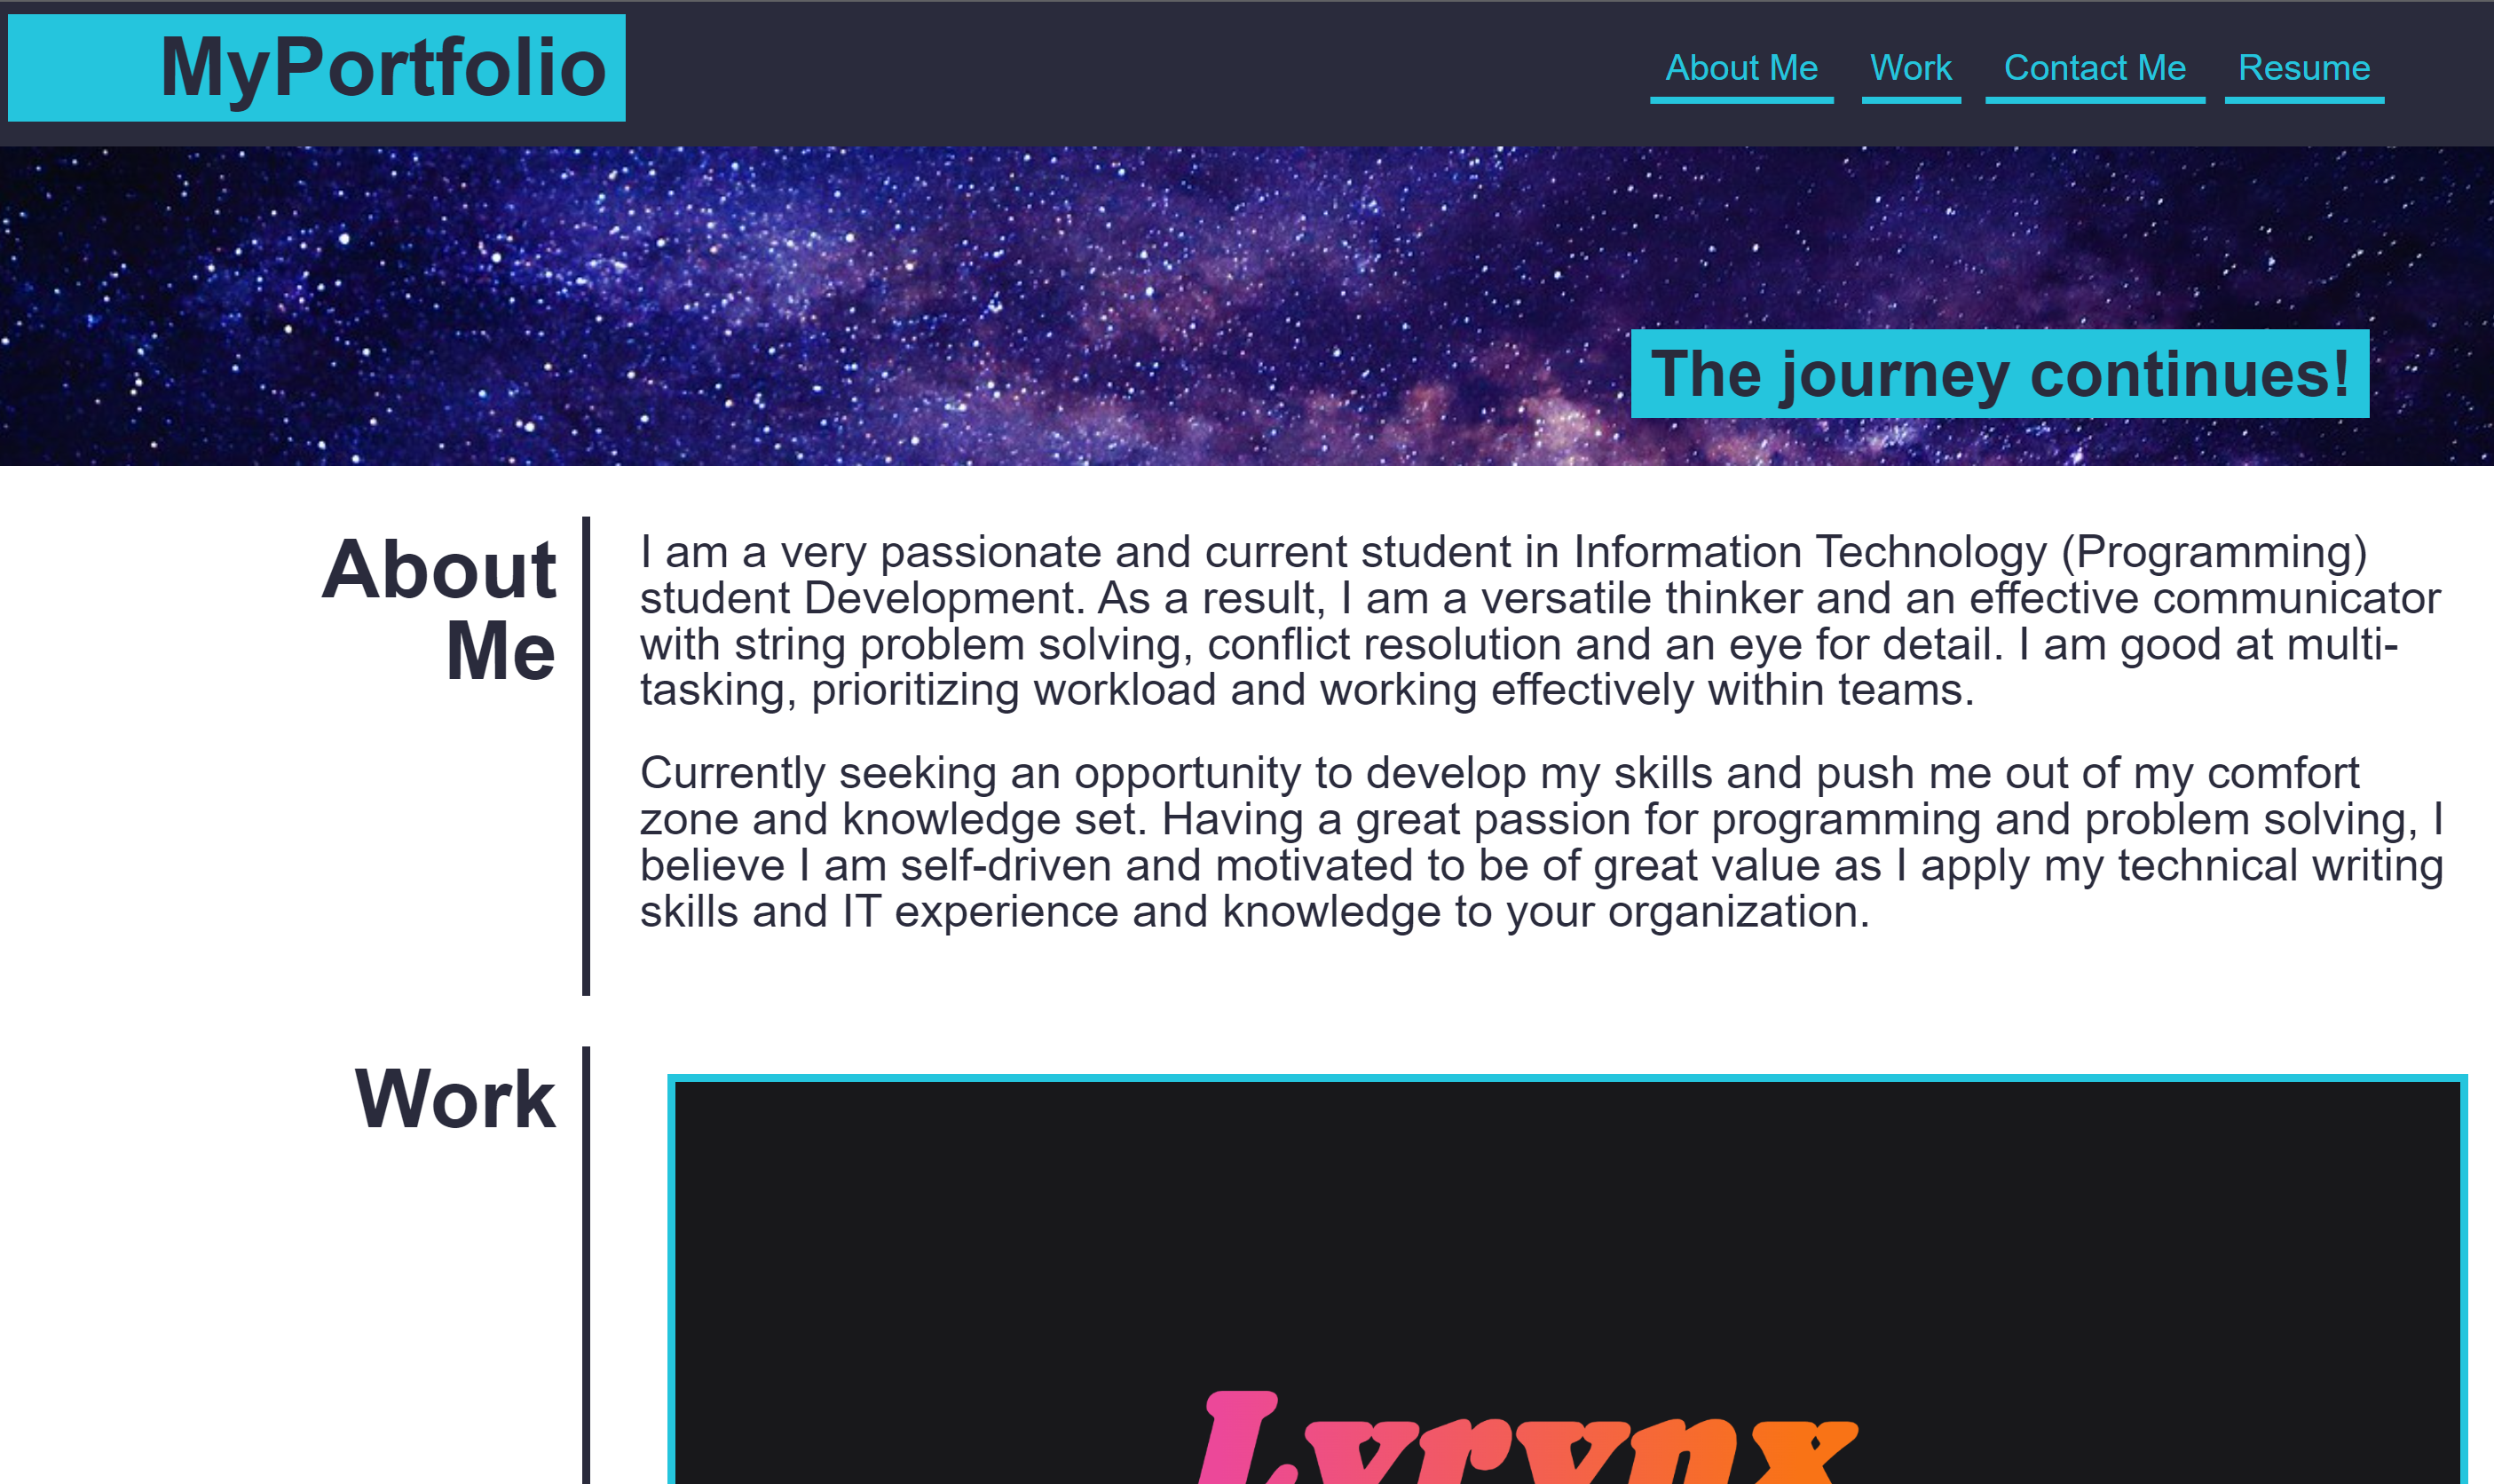 MyPortfolio
About Me Work Contact Me Resume
The journey continues!
About
Me
I am a very passionate and current student in Information Technology (Programming)
student Development. As a result, I am a versatile thinker and an effective communicator
with string problem solving, conflict resolution and an eye for detail. I am good at multi-
tasking, prioritizing workload and working effectively within teams.
Currently seeking an opportunity to develop my skills and push me out of my comfort
zone and knowledge set. Having a great passion for programming and problem solving, I
believe I am self-driven and motivated to be of great value as I apply my technical writing
skills and IT experience and knowledge to your organization.
Work
Lyrynx